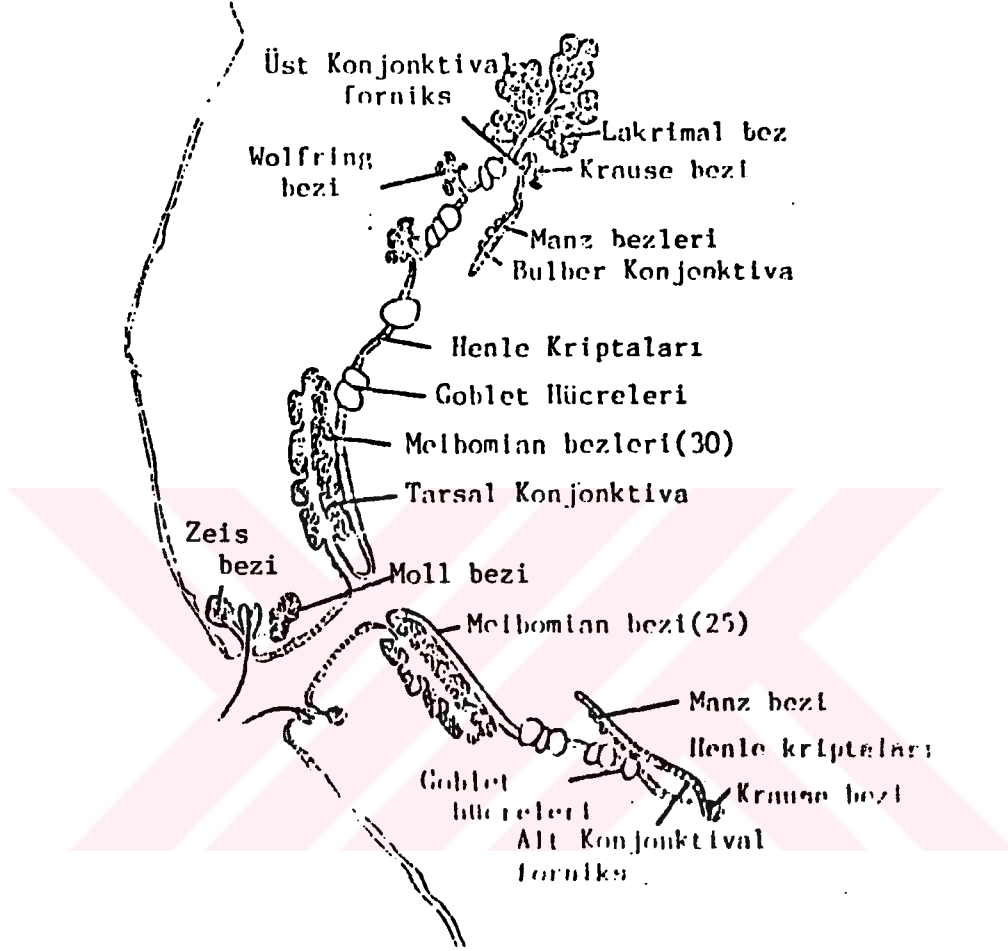 Üst Konjonktival
forniks
Lakrimal bez
Wolfring
bezi
Krause bezi
Manz bezleri
Bulber Konjonktiva
Henle Kriptaları
Goblet Hücreleri
Meibomian bezleri(30)
Tarsal Konjonktiva
Zeis
bezi
Moll bezi
Meibomian bezi(25)
Manz bezi
Henle kriptaları
Goblet
hücreleri
Krause bezi
Alt Konjonktival
forniks